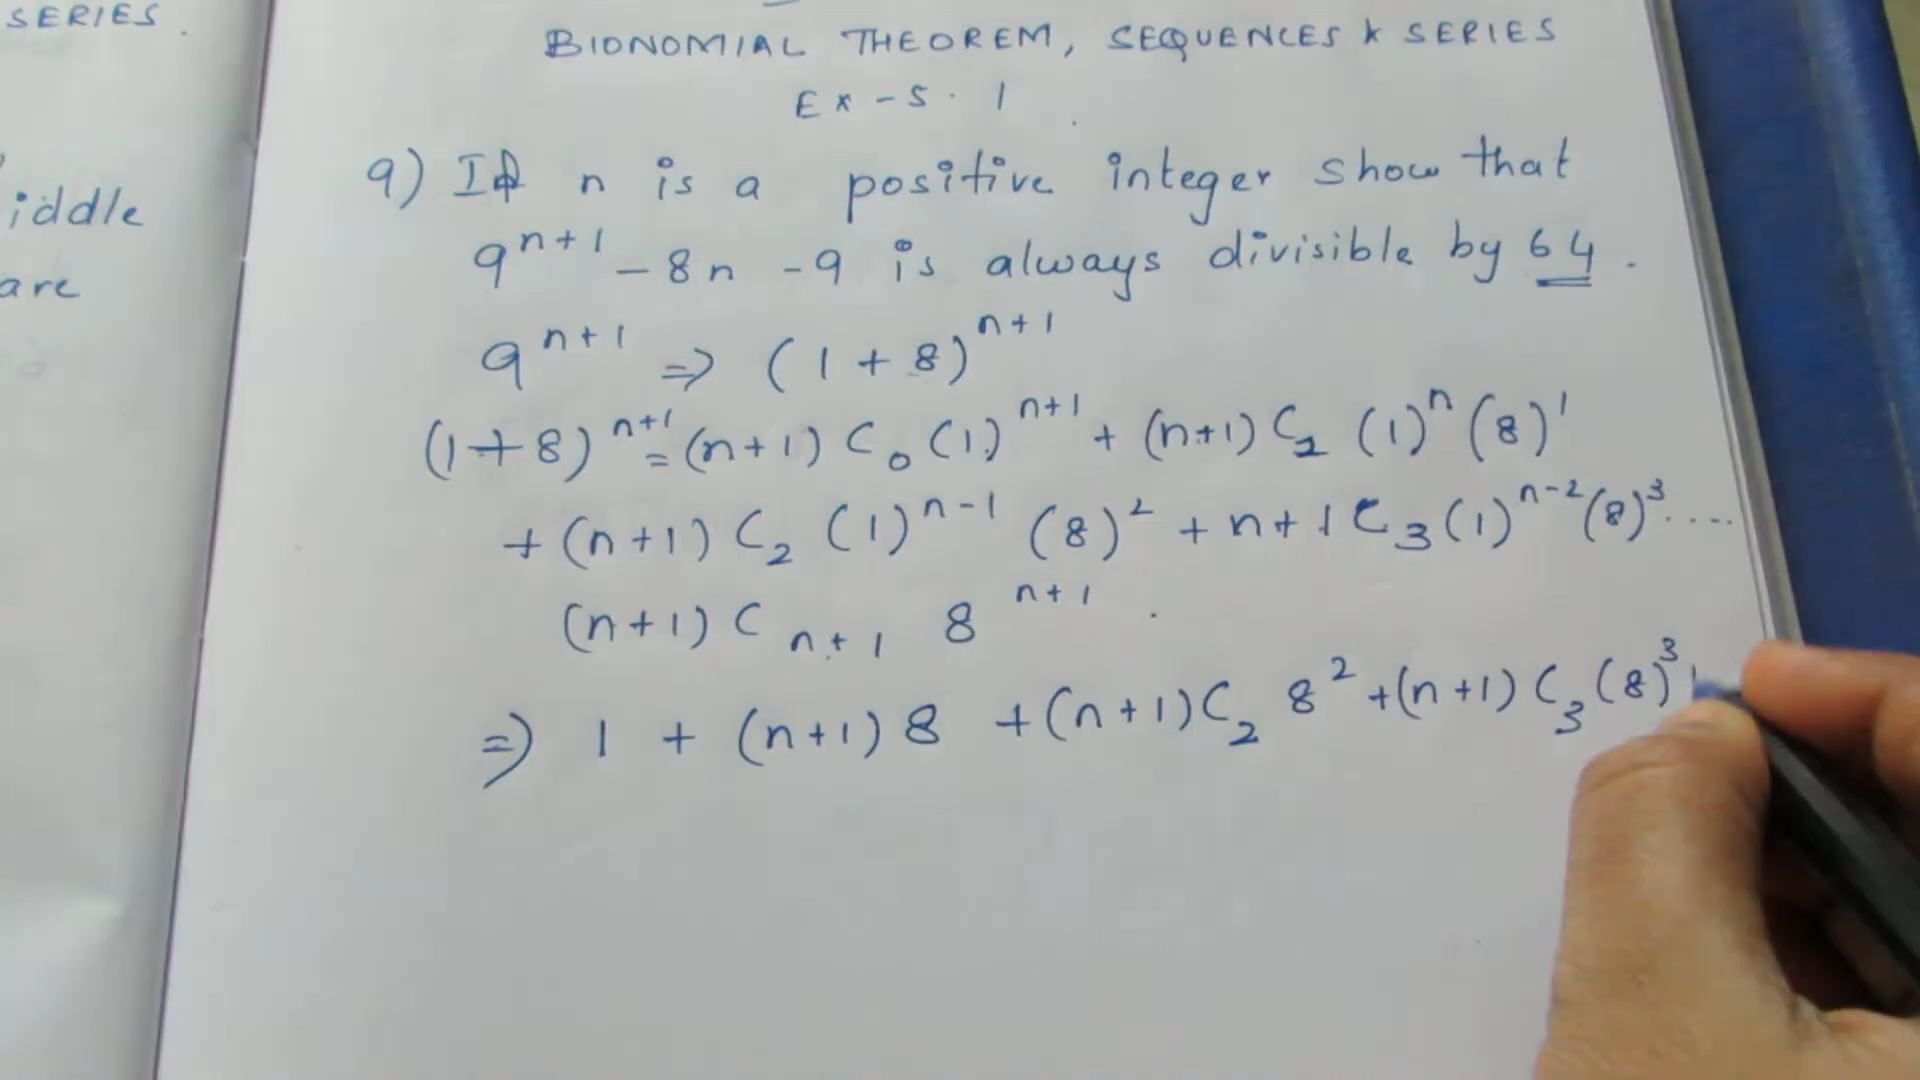 SERIES.
iddle
are
BIONOMIAL THEOREM, SEQUENCES & SERIES
Ex - 5.1
9) If n is a positive integer show that
9^{n+1} - 8n - 9 is always divisible by 64.
9^{n+1} ⇒ (1+8)^{n+1}
(1+8)^{n+1} = (n+1) C_0 (1)^{n+1} + (n+1) C_2 (1)^n (8)^1
+ (n+1) C_2 (1)^{n-1} (8)^2 + n+1 C_3 (1)^{n-2} (8)^3 ....
(n+1) C_{n+1} 8^{n+1}.
⇒ 1 + (n+1) 8 + (n+1) C_2 8^2 + (n+1) C_3 (8)^3